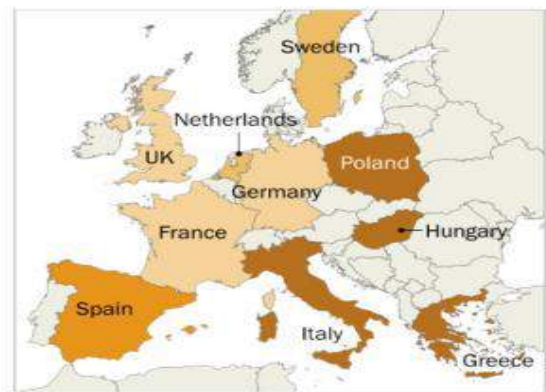 Sweden
Netherlands
UK
Poland
Germany
France
Hungary
Spain
Italy
Greece